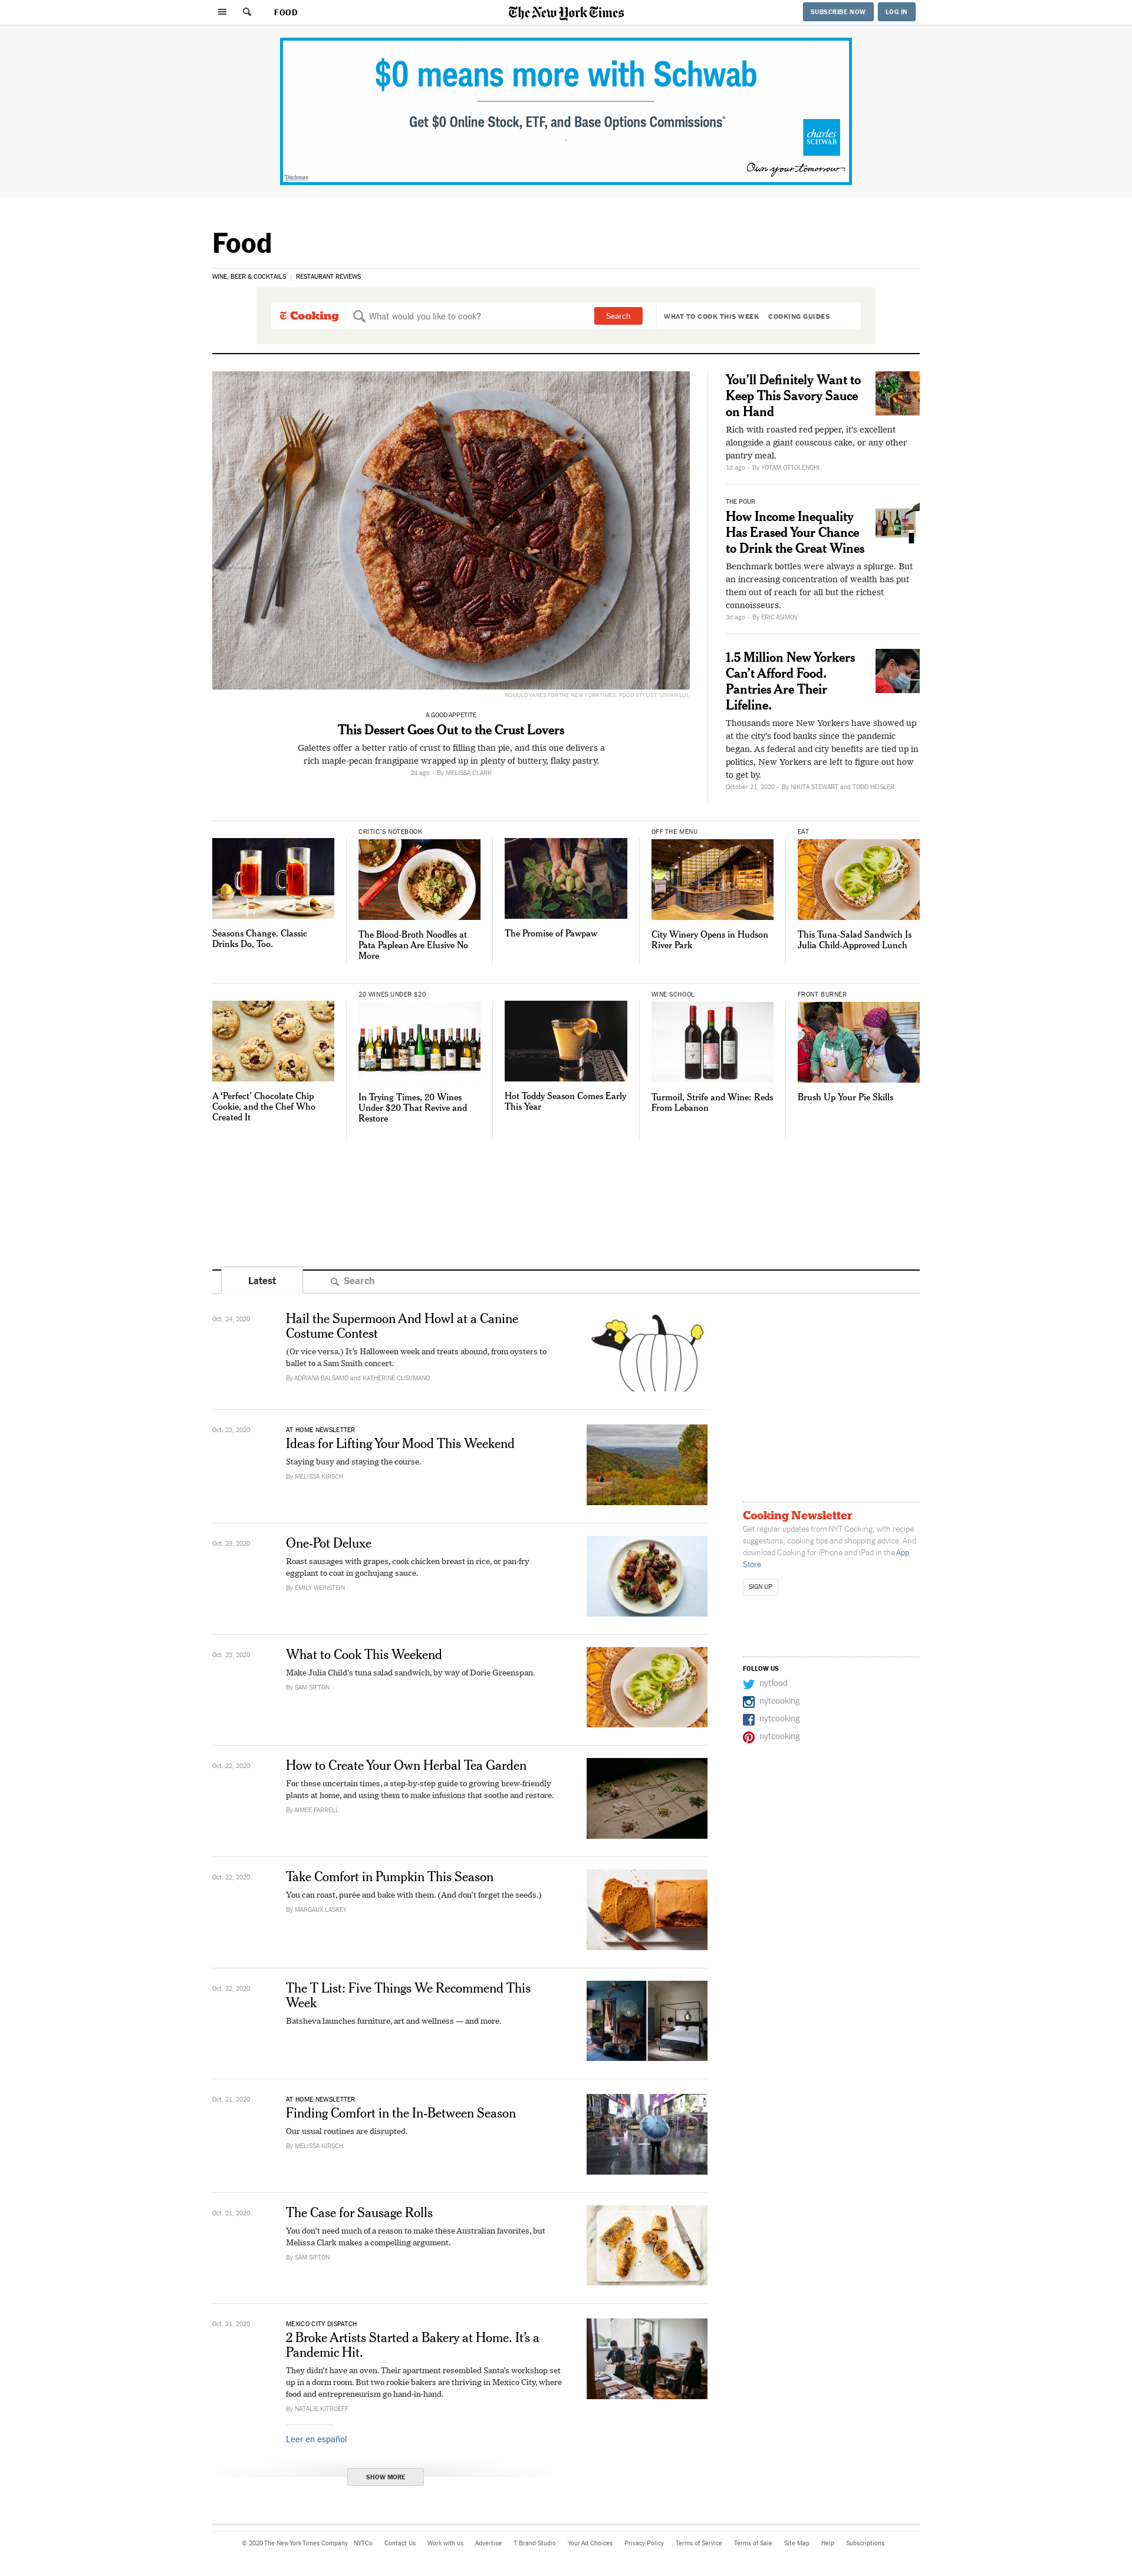 FOOD
The New York Times
SUBSCRIBE NOW
LOG IN
$0 means more with Schwab
Get $0 Online Stock, ETF, and Base Options Commissions*
charles
SCHWAB
Own your tomorrow
*Disclosure
Food
WINE, BEER & COCKTAILS | RESTAURANT REVIEWS
T Cooking
What would you like to cook?
Search
WHAT TO COOK THIS WEEK
COOKING GUIDES
ROMULO YANES FOR THE NEW YORK TIMES. FOOD STYLIST: VIVIAN LUI.
A GOOD APPETITE
This Dessert Goes Out to the Crust Lovers
Galettes offer a better ratio of crust to filling than pie, and this one delivers a
rich maple-pecan frangipane wrapped up in plenty of buttery, flaky pastry.
2d ago - By MELISSA CLARK
You'll Definitely Want to
Keep This Savory Sauce
on Hand
Rich with roasted red pepper, it's excellent
alongside a giant couscous cake, or any other
pantry meal.
1d ago - By YOTAM OTTOLENGHI
THE POUR
How Income Inequality
Has Erased Your Chance
to Drink the Great Wines
Benchmark bottles were always a splurge. But
an increasing concentration of wealth has put
them out of reach for all but the richest
connoisseurs.
3d ago - By ERIC ASIMOV
1.5 Million New Yorkers
Can't Afford Food.
Pantries Are Their
Lifeline.
Thousands more New Yorkers have showed up
at the city's food banks since the pandemic
began. As federal and city benefits are tied up in
politics, New Yorkers are left to figure out how
to get by.
October 21, 2020 - By NIKITA STEWART and TODD HEISLER
Seasons Change. Classic
Drinks Do, Too.
CRITIC'S NOTEBOOK
The Blood-Broth Noodles at
Pata Paplean Are Elusive No
More
The Promise of Pawpaw
OFF THE MENU
City Winery Opens in Hudson
River Park
EAT
This Tuna-Salad Sandwich Is
Julia Child-Approved Lunch
A 'Perfect' Chocolate Chip
Cookie, and the Chef Who
Created It
20 WINES UNDER $20
In Trying Times, 20 Wines
Under $20 That Revive and
Restore
Hot Toddy Season Comes Early
This Year
WINE SCHOOL
Turmoil, Strife and Wine: Reds
From Lebanon
FRONT BURNER
Brush Up Your Pie Skills
Latest
Search
Oct. 24, 2020
Hail the Supermoon And Howl at a Canine
Costume Contest
(Or vice versa.) It's Halloween week and treats abound, from oysters to
ballet to a Sam Smith concert.
By ADRIANA BALSAMO and KATHERINE CUSUMANO
Oct. 23, 2020
AT HOME NEWSLETTER
Ideas for Lifting Your Mood This Weekend
Staying busy and staying the course.
By MELISSA KIRSCH
Oct. 23, 2020
One-Pot Deluxe
Roast sausages with grapes, cook chicken breast in rice, or pan-fry
eggplant to coat in gochujang sauce.
By EMILY WEINSTEIN
Oct. 23, 2020
What to Cook This Weekend
Make Julia Child's tuna salad sandwich, by way of Dorie Greenspan.
By SAM SIFTON
Oct. 22, 2020
How to Create Your Own Herbal Tea Garden
For these uncertain times, a step-by-step guide to growing brew-friendly
plants at home, and using them to make infusions that soothe and restore.
By AIMEE FARRELL
Oct. 22, 2020
Take Comfort in Pumpkin This Season
You can roast, purée and bake with them. (And don't forget the seeds.)
By MARGAUX LASKEY
Oct. 22, 2020
The T List: Five Things We Recommend This
Week
Batsheva launches furniture, art and wellness — and more.
Oct. 21, 2020
AT HOME NEWSLETTER
Finding Comfort in the In-Between Season
Our usual routines are disrupted.
By MELISSA KIRSCH
Oct. 21, 2020
The Case for Sausage Rolls
You don't need much of a reason to make these Australian favorites, but
Melissa Clark makes a compelling argument.
By SAM SIFTON
Oct. 21, 2020
MEXICO CITY DISPATCH
2 Broke Artists Started a Bakery at Home. It's a
Pandemic Hit.
They didn't have an oven. Their apartment resembled Santa's workshop set
up in a dorm room. But two rookie bakers are thriving in Mexico City, where
food and entrepreneurism go hand-in-hand.
By NATALIE KITROEFF
Leer en español
SHOW MORE
Cooking Newsletter
Get regular updates from NYT Cooking, with recipe
suggestions, cooking tips and shopping advice. And
download Cooking for iPhone and iPad in the App
Store.
SIGN UP
FOLLOW US
nytfood
nytcooking
nytcooking
nytcooking
© 2020 The New York Times Company NYTCo Contact Us Work with us Advertise T Brand Studio Your Ad Choices Privacy Policy Terms of Service Terms of Sale Site Map Help Subscriptions